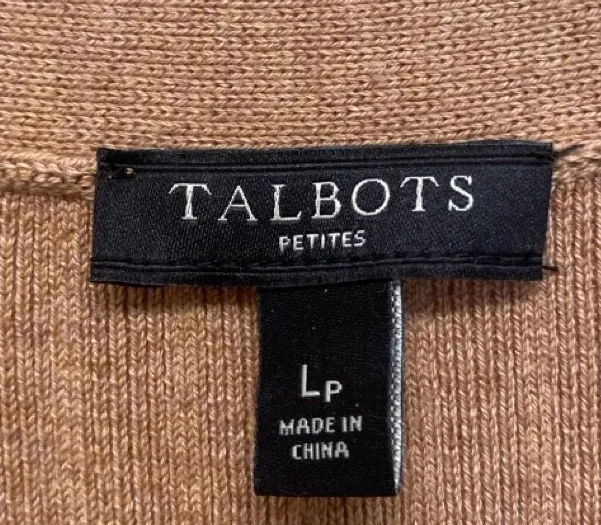 TALBOTS
PETITES
LP
MADE IN
CHINA